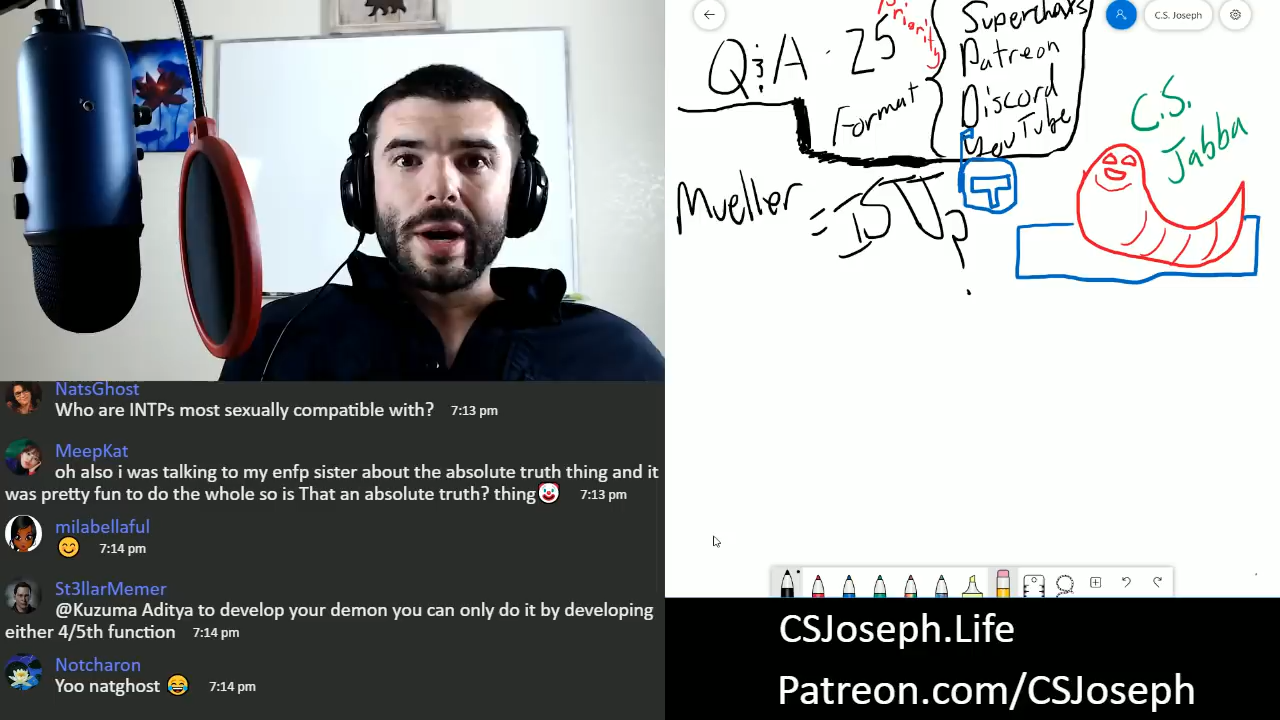 NatsGhost
Who are INTPs most sexually compatible with? 7:13 pm
MeepKat
oh also i was talking to my enfp sister about the absolute truth thing and it
was pretty fun to do the whole so is That an absolute truth? thing🤡 7:13 pm
milabellaful
😊 7:14 pm
St3llarMemer
@Kuzuma Aditya to develop your demon you can only do it by developing
either 4/5th function 7:14 pm
Notcharon
Yoo natghost 😂 7:14 pm
Q&A · 25
Format
Priority
Superchats
Patreon
Discord
YouTube
C.S. Joseph
C.S.
Jabba
Mueller = ISTJ?
T
CSJoseph.Life
Patreon.com/CSJoseph